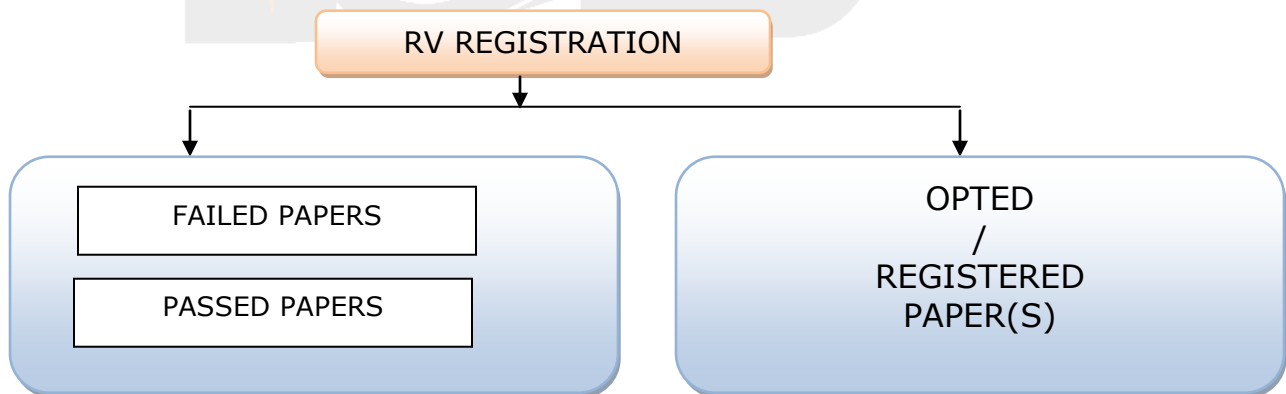 RV REGISTRATION
FAILED PAPERS
PASSED PAPERS
OPTED
/
REGISTERED
PAPER(S)